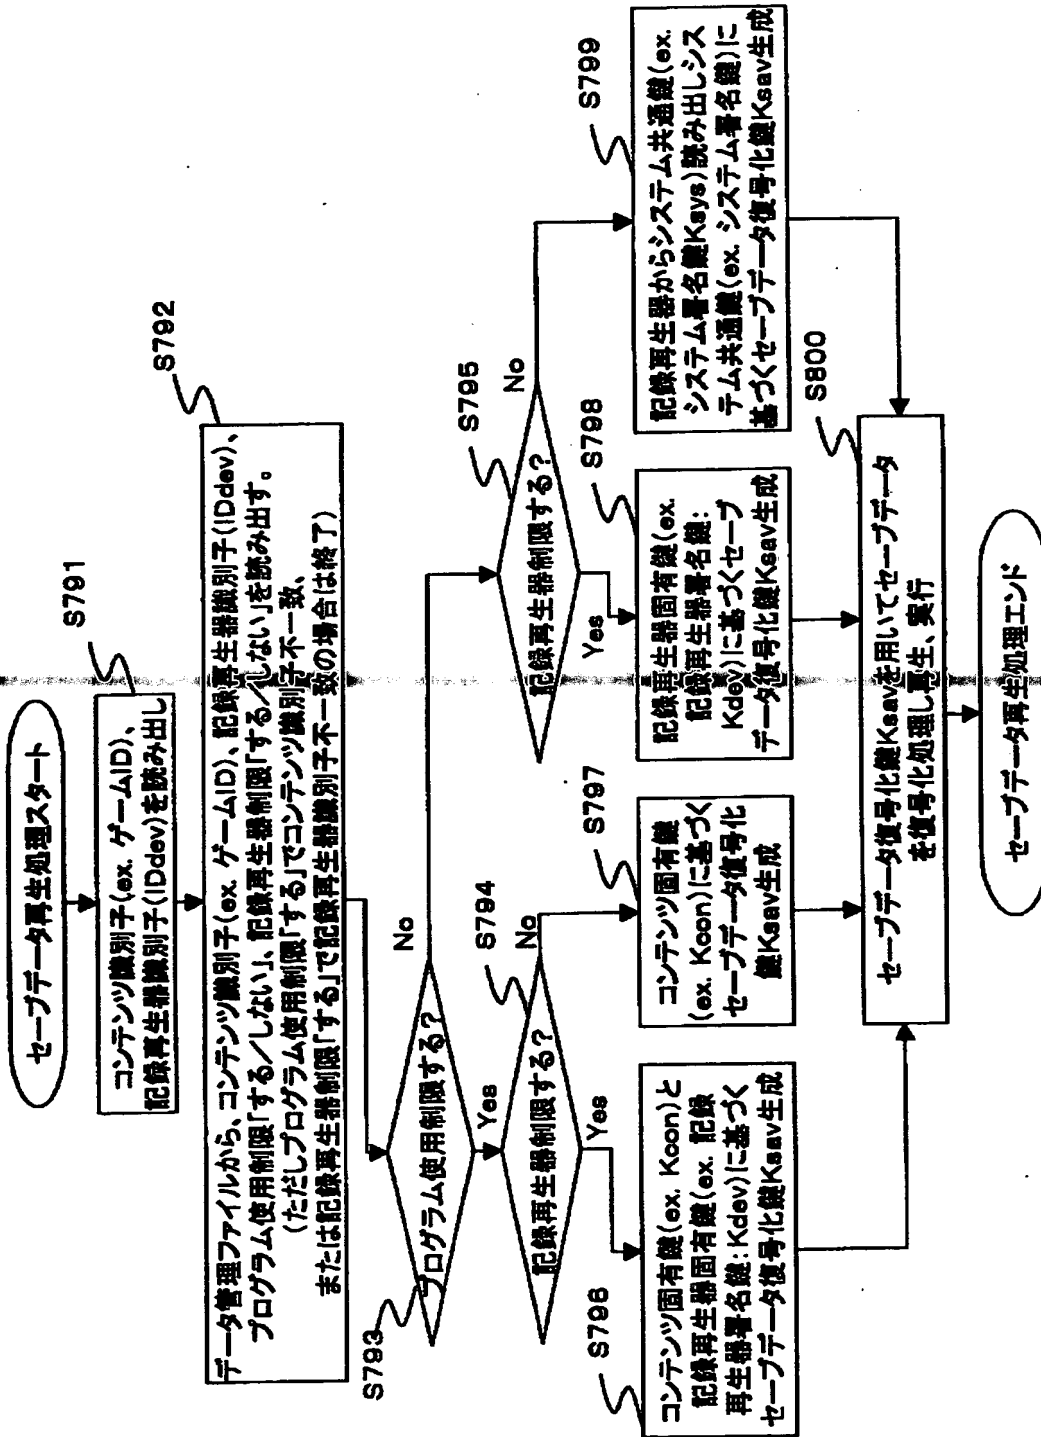 セーブデータ再生処理スタート
S791
コンテンツ識別子(ex. ゲームID)、
記録再生器識別子(IDdev)を読み出し
S792
データ管理ファイルから、コンテンツ識別子(ex. ゲームID)、記録再生器識別子(IDdev)、
プログラム使用制限「する／しない」、記録再生器制限「する／しない」を読み出す。
(ただしプログラム使用制限「する」でコンテンツ識別子不一致、
または記録再生器制限「する」で記録再生器識別子不一致の場合は終了)
S793
プログラム使用制限する?
Yes
No
S794
記録再生器制限する?
Yes
No
S795
記録再生器制限する?
Yes
No
S796
コンテンツ固有鍵(ex. Kcon)と
記録再生器固有鍵(ex. 記録
再生器署名鍵:Kdev)に基づく
セーブデータ復号化鍵Ksav生成
S797
コンテンツ固有鍵
(ex. Kcon)に基づく
セーブデータ復号化
鍵Ksav生成
S798
記録再生器固有鍵(ex.
記録再生器署名鍵:
Kdev)に基づくセーブ
データ復号化鍵Ksav生成
S799
記録再生器からシステム共通鍵(ex.
システム署名鍵Ksys)読み出しシス
テム共通鍵(ex. システム署名鍵)に
基づくセーブデータ復号化鍵Ksav生成
S800
セーブデータ復号化鍵Ksavを用いてセーブデータ
を復号化処理し再生、実行
セーブデータ再生処理エンド